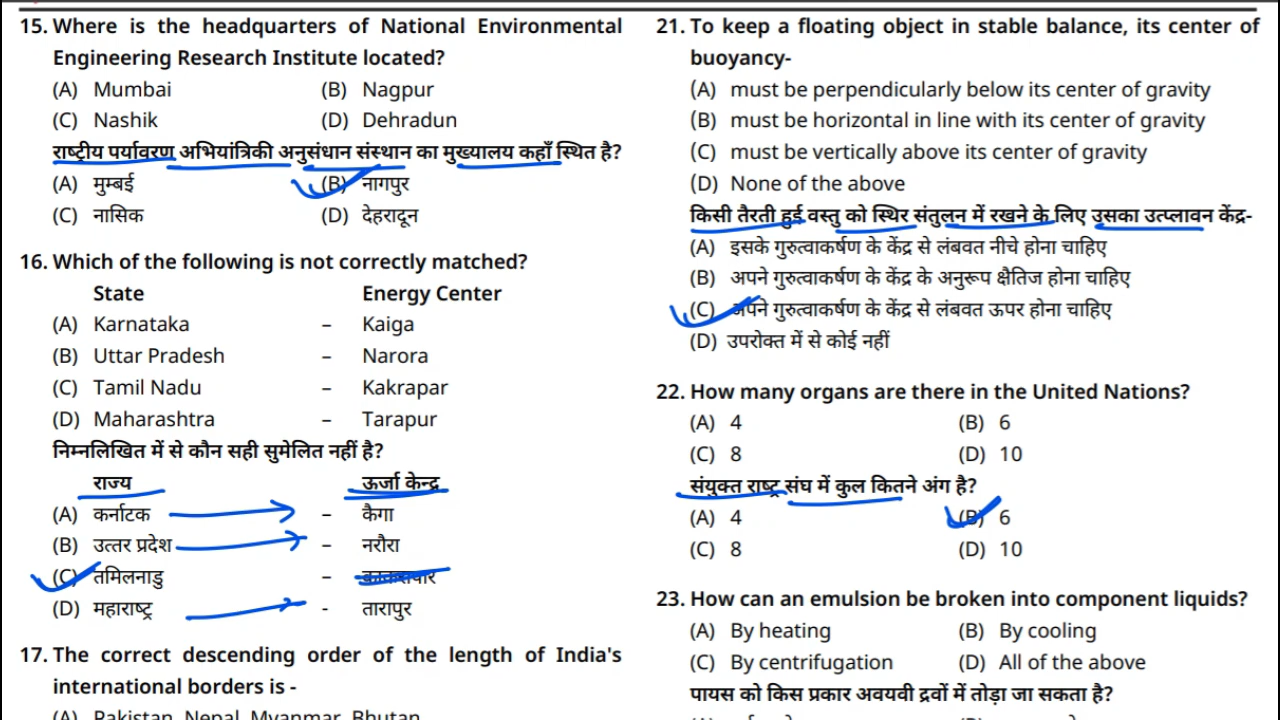 15. Where is the headquarters of National Environmental
Engineering Research Institute located?
(A) Mumbai (B) Nagpur
(C) Nashik (D) Dehradun
राष्ट्रीय पर्यावरण अभियांत्रिकी अनुसंधान संस्थान का मुख्यालय कहाँ स्थित है?
(A) मुम्बई (B) नागपुर
(C) नासिक (D) देहरादून
16. Which of the following is not correctly matched?
State Energy Center
(A) Karnataka – Kaiga
(B) Uttar Pradesh – Narora
(C) Tamil Nadu – Kakrapar
(D) Maharashtra – Tarapur
निम्नलिखित में से कौन सही सुमेलित नहीं है?
राज्य ऊर्जा केन्द्र
(A) कर्नाटक – कैगा
(B) उत्तर प्रदेश – नरौरा
(C) तमिलनाडु – काकरापार
(D) महाराष्ट्र - तारापुर
17. The correct descending order of the length of India's
international borders is -
(A) Pakistan, Nepal, Myanmar, Bhutan
21. To keep a floating object in stable balance, its center of
buoyancy-
(A) must be perpendicularly below its center of gravity
(B) must be horizontal in line with its center of gravity
(C) must be vertically above its center of gravity
(D) None of the above
किसी तैरती हुई वस्तु को स्थिर संतुलन में रखने के लिए उसका उत्प्लावन केंद्र-
(A) इसके गुरुत्वाकर्षण के केंद्र से लंबवत नीचे होना चाहिए
(B) अपने गुरुत्वाकर्षण के केंद्र के अनुरूप क्षैतिज होना चाहिए
(C) अपने गुरुत्वाकर्षण के केंद्र से लंबवत ऊपर होना चाहिए
(D) उपरोक्त में से कोई नहीं
22. How many organs are there in the United Nations?
(A) 4 (B) 6
(C) 8 (D) 10
संयुक्त राष्ट्र संघ में कुल कितने अंग है?
(A) 4 (B) 6
(C) 8 (D) 10
23. How can an emulsion be broken into component liquids?
(A) By heating (B) By cooling
(C) By centrifugation (D) All of the above
पायस को किस प्रकार अवयवी द्रवों में तोड़ा जा सकता है?